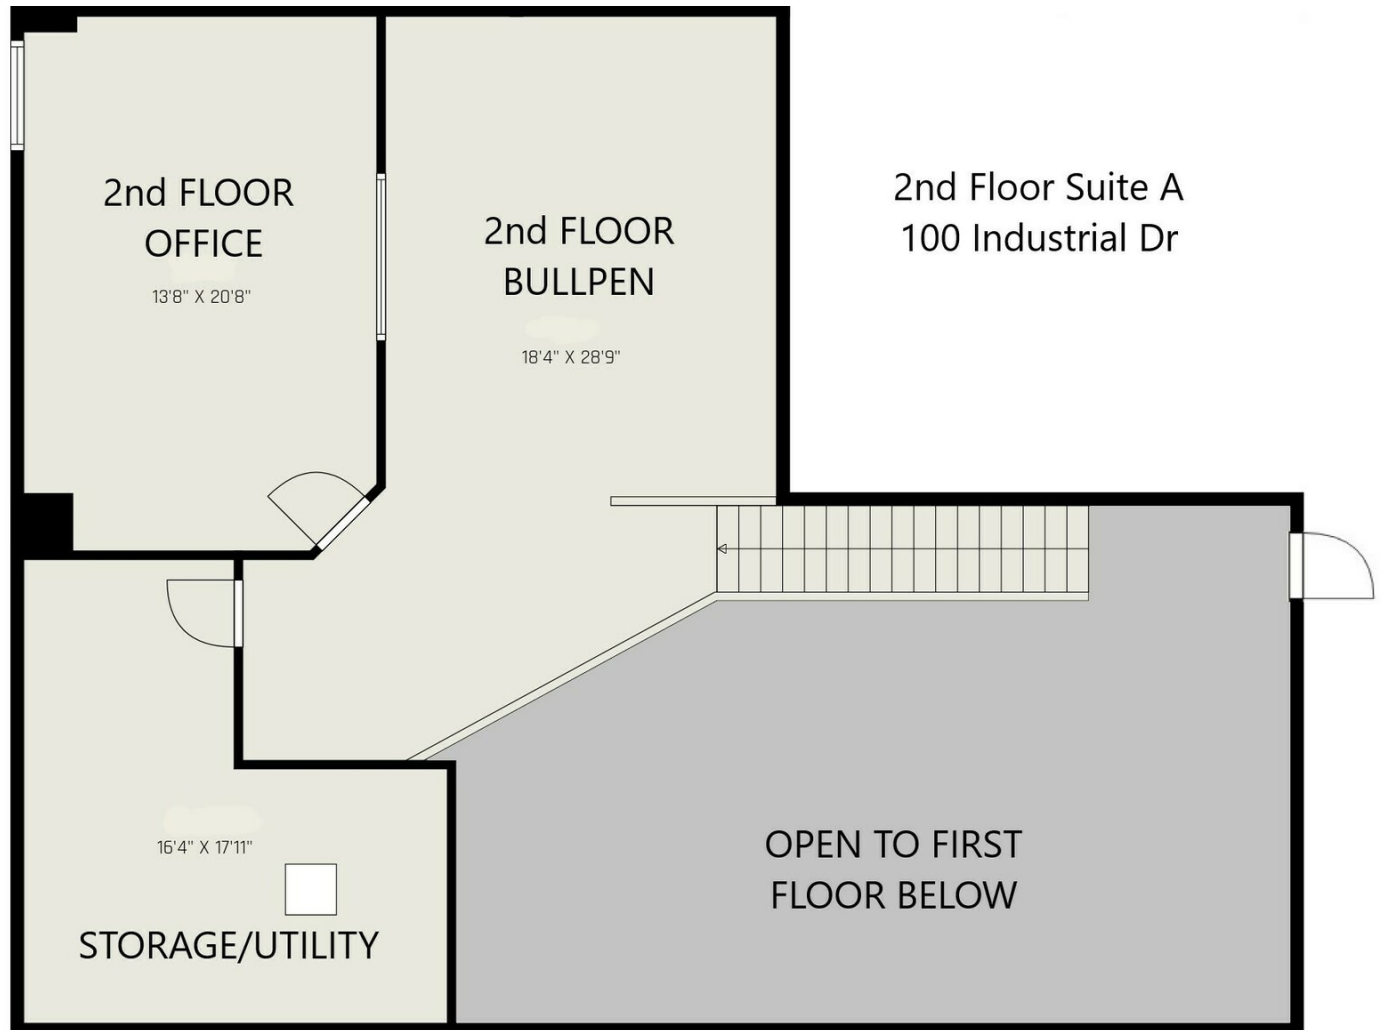 2nd FLOOR
OFFICE
13'8" X 20'8"
2nd FLOOR
BULLPEN
18'4" X 28'9"
2nd Floor Suite A
100 Industrial Dr
16'4" X 17'11"
STORAGE/UTILITY
OPEN TO FIRST
FLOOR BELOW